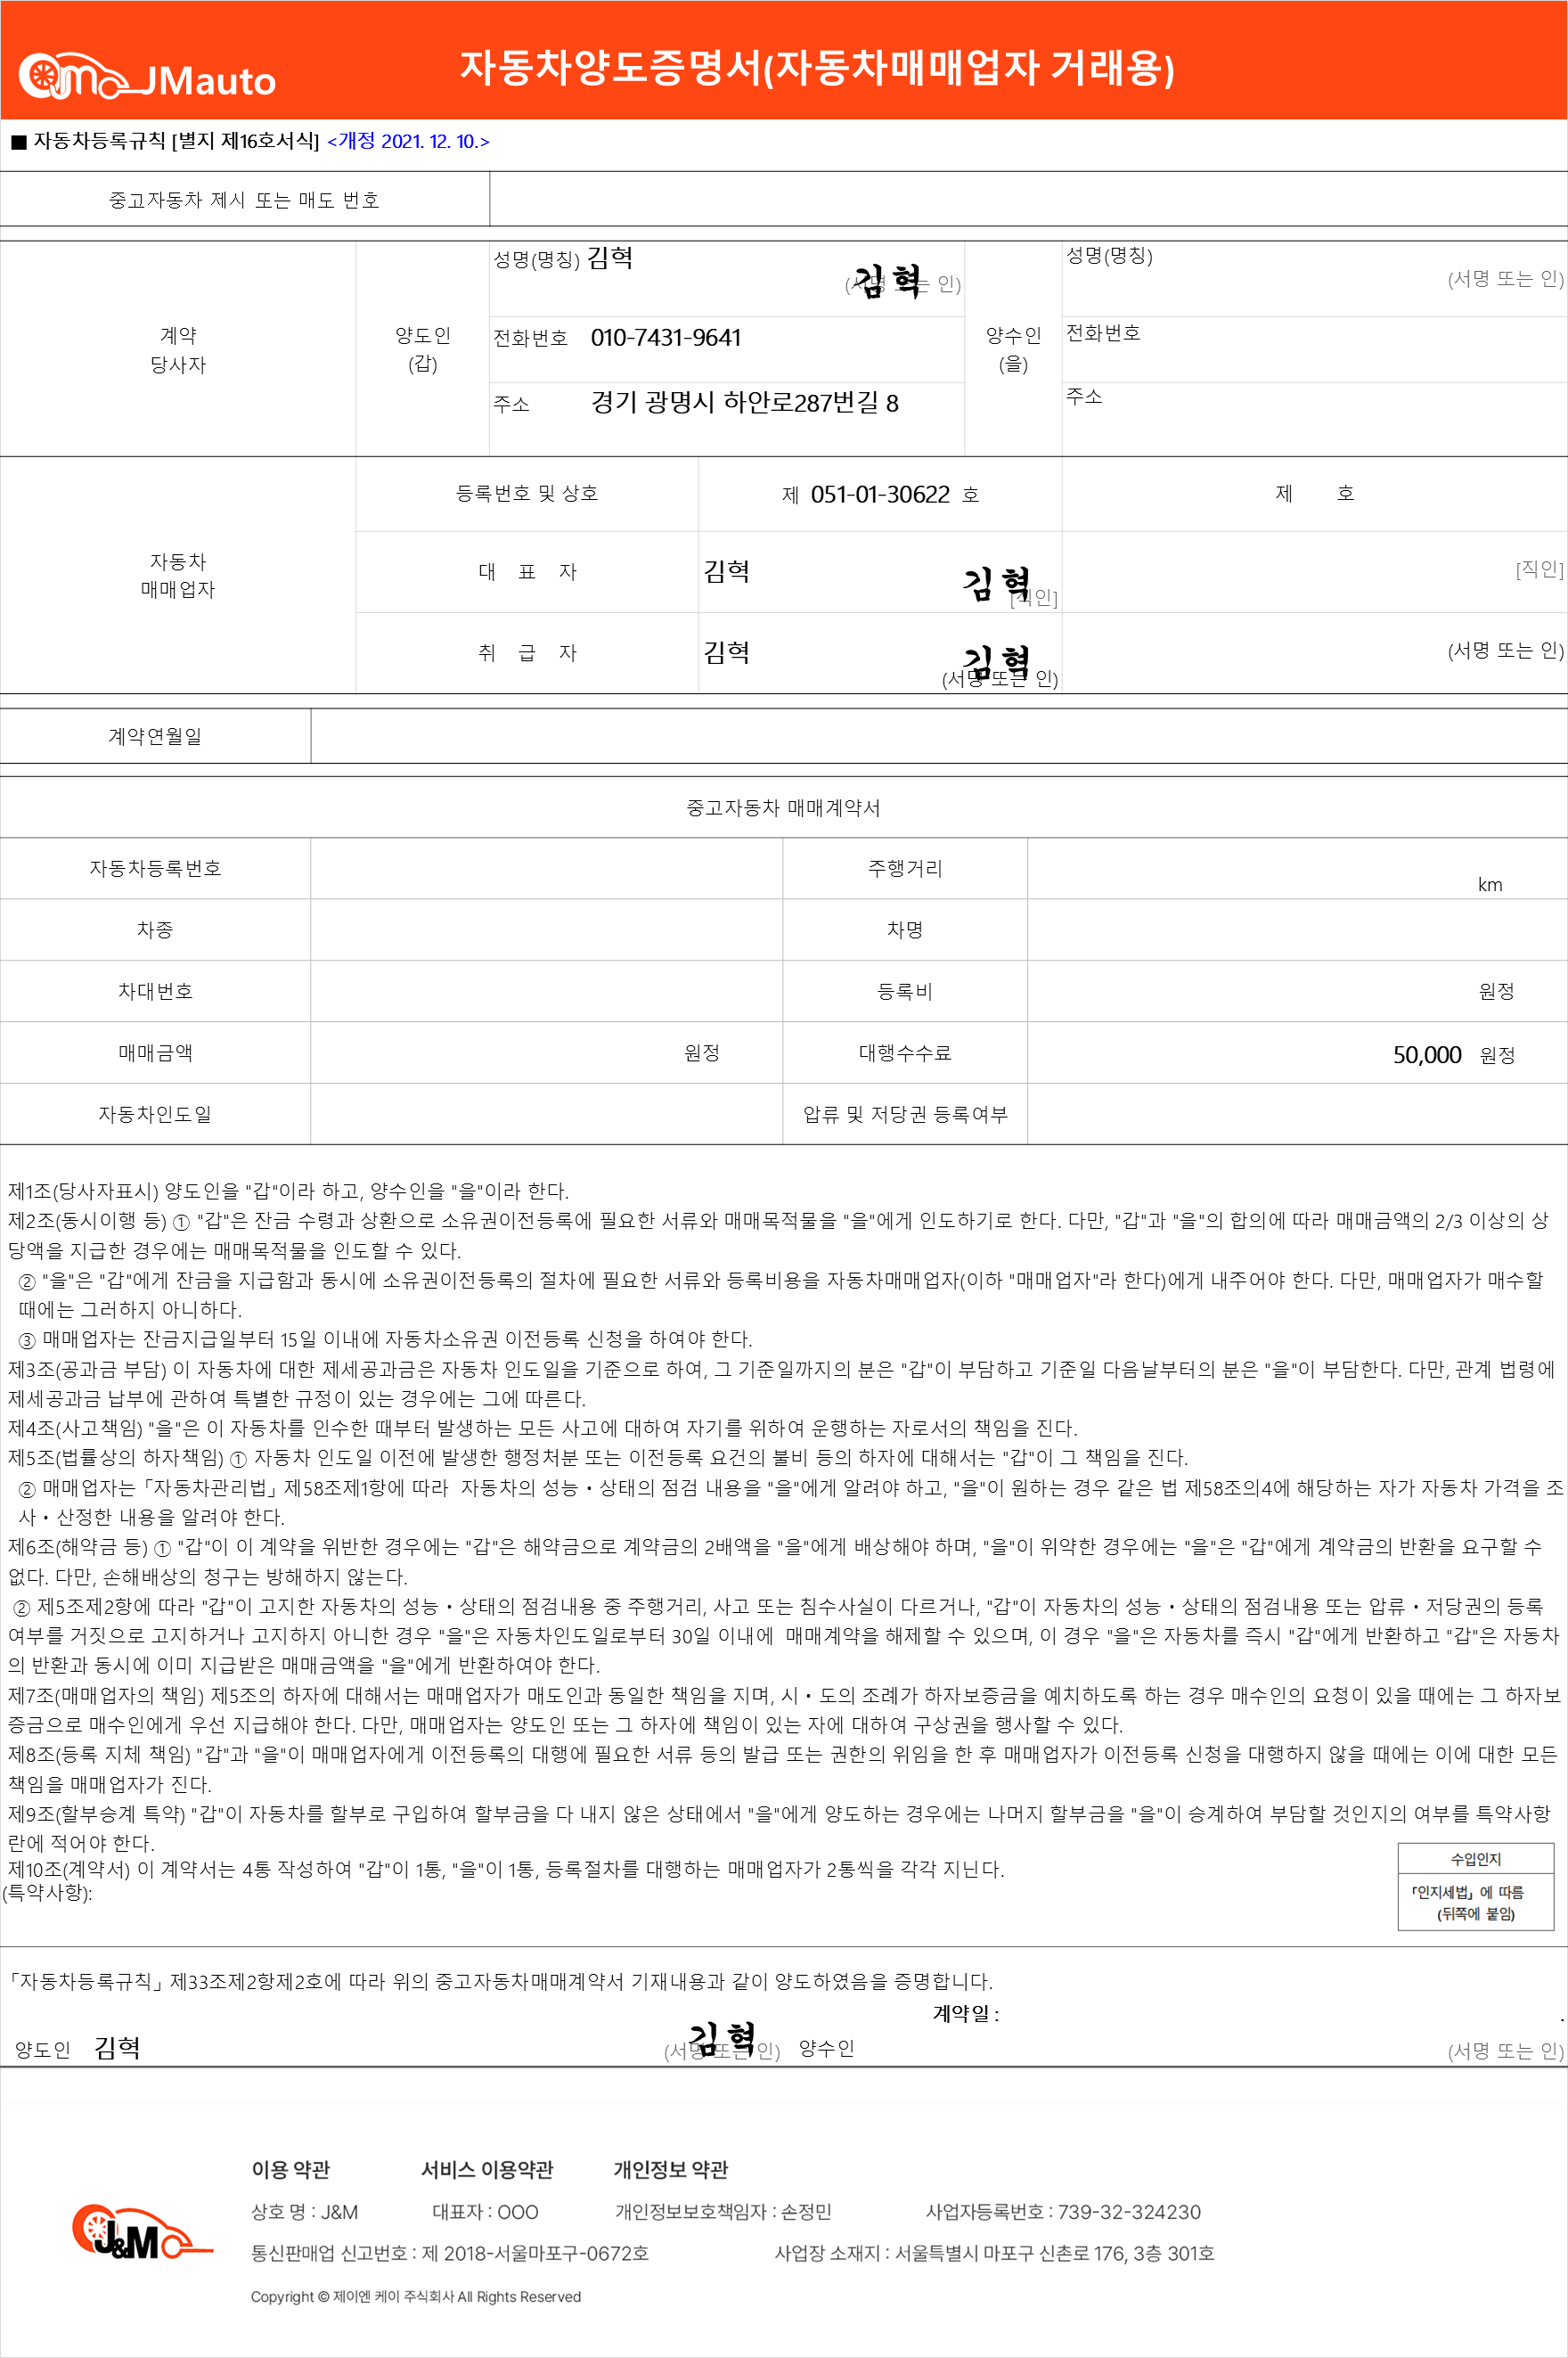 JMauto
자동차양도증명서(자동차매매업자 거래용)
■ 자동차등록규칙 [별지 제16호서식] <개정 2021. 12. 10.>
중고자동차 제시 또는 매도 번호
계약
당사자
양도인
(갑)
성명(명칭) 김혁
김혁
(서명 또는 인)
전화번호 010-7431-9641
주소 경기 광명시 하안로287번길 8
양수인
(을)
성명(명칭)
(서명 또는 인)
전화번호
주소
자동차
매매업자
등록번호 및 상호 제 051-01-30622 호 제 호
대 표 자 김혁 김혁 [직인] [직인]
취 급 자 김혁 김혁 (서명 또는 인) (서명 또는 인)
계약연월일
중고자동차 매매계약서
자동차등록번호 주행거리 km
차종 차명
차대번호 등록비 원정
매매금액 원정 대행수수료 50,000 원정
자동차인도일 압류 및 저당권 등록여부
제1조(당사자표시) 양도인을 "갑"이라 하고, 양수인을 "을"이라 한다.
제2조(동시이행 등) ① "갑"은 잔금 수령과 상환으로 소유권이전등록에 필요한 서류와 매매목적물을 "을"에게 인도하기로 한다. 다만, "갑"과 "을"의 합의에 따라 매매금액의 2/3 이상의 상
당액을 지급한 경우에는 매매목적물을 인도할 수 있다.
② "을"은 "갑"에게 잔금을 지급함과 동시에 소유권이전등록의 절차에 필요한 서류와 등록비용을 자동차매매업자(이하 "매매업자"라 한다)에게 내주어야 한다. 다만, 매매업자가 매수할
때에는 그러하지 아니하다.
③ 매매업자는 잔금지급일부터 15일 이내에 자동차소유권 이전등록 신청을 하여야 한다.
제3조(공과금 부담) 이 자동차에 대한 제세공과금은 자동차 인도일을 기준으로 하여, 그 기준일까지의 분은 "갑"이 부담하고 기준일 다음날부터의 분은 "을"이 부담한다. 다만, 관계 법령에
제세공과금 납부에 관하여 특별한 규정이 있는 경우에는 그에 따른다.
제4조(사고책임) "을"은 이 자동차를 인수한 때부터 발생하는 모든 사고에 대하여 자기를 위하여 운행하는 자로서의 책임을 진다.
제5조(법률상의 하자책임) ① 자동차 인도일 이전에 발생한 행정처분 또는 이전등록 요건의 불비 등의 하자에 대해서는 "갑"이 그 책임을 진다.
② 매매업자는 「자동차관리법」 제58조제1항에 따라 자동차의 성능·상태의 점검 내용을 "을"에게 알려야 하고, "을"이 원하는 경우 같은 법 제58조의4에 해당하는 자가 자동차 가격을 조
사·산정한 내용을 알려야 한다.
제6조(해약금 등) ① "갑"이 이 계약을 위반한 경우에는 "갑"은 해약금으로 계약금의 2배액을 "을"에게 배상해야 하며, "을"이 위약한 경우에는 "을"은 "갑"에게 계약금의 반환을 요구할 수
없다. 다만, 손해배상의 청구는 방해하지 않는다.
② 제5조제2항에 따라 "갑"이 고지한 자동차의 성능·상태의 점검내용 중 주행거리, 사고 또는 침수사실이 다르거나, "갑"이 자동차의 성능·상태의 점검내용 또는 압류·저당권의 등록
여부를 거짓으로 고지하거나 고지하지 아니한 경우 "을"은 자동차인도일로부터 30일 이내에 매매계약을 해제할 수 있으며, 이 경우 "을"은 자동차를 즉시 "갑"에게 반환하고 "갑"은 자동차
의 반환과 동시에 이미 지급받은 매매금액을 "을"에게 반환하여야 한다.
제7조(매매업자의 책임) 제5조의 하자에 대해서는 매매업자가 매도인과 동일한 책임을 지며, 시·도의 조례가 하자보증금을 예치하도록 하는 경우 매수인의 요청이 있을 때에는 그 하자보
증금으로 매수인에게 우선 지급해야 한다. 다만, 매매업자는 양도인 또는 그 하자에 책임이 있는 자에 대하여 구상권을 행사할 수 있다.
제8조(등록 지체 책임) "갑"과 "을"이 매매업자에게 이전등록의 대행에 필요한 서류 등의 발급 또는 권한의 위임을 한 후 매매업자가 이전등록 신청을 대행하지 않을 때에는 이에 대한 모든
책임을 매매업자가 진다.
제9조(할부승계 특약) "갑"이 자동차를 할부로 구입하여 할부금을 다 내지 않은 상태에서 "을"에게 양도하는 경우에는 나머지 할부금을 "을"이 승계하여 부담할 것인지의 여부를 특약사항
란에 적어야 한다.
제10조(계약서) 이 계약서는 4통 작성하여 "갑"이 1통, "을"이 1통, 등록절차를 대행하는 매매업자가 2통씩을 각각 지닌다.
(특약사항):
수입인지
「인지세법」에 따름
(뒤쪽에 붙임)
「자동차등록규칙」 제33조제2항제2호에 따라 위의 중고자동차매매계약서 기재내용과 같이 양도하였음을 증명합니다.
계약일 : .
양도인 김혁 김혁 (서명 또는 인) 양수인 (서명 또는 인)
이용 약관 서비스 이용약관 개인정보 약관
J&M
상호 명 : J&M 대표자 : OOO 개인정보보호책임자 : 손정민 사업자등록번호 : 739-32-324230
통신판매업 신고번호 : 제 2018-서울마포구-0672호 사업장 소재지 : 서울특별시 마포구 신촌로 176, 3층 301호
Copyright © 제이엔 케이 주식회사 All Rights Reserved